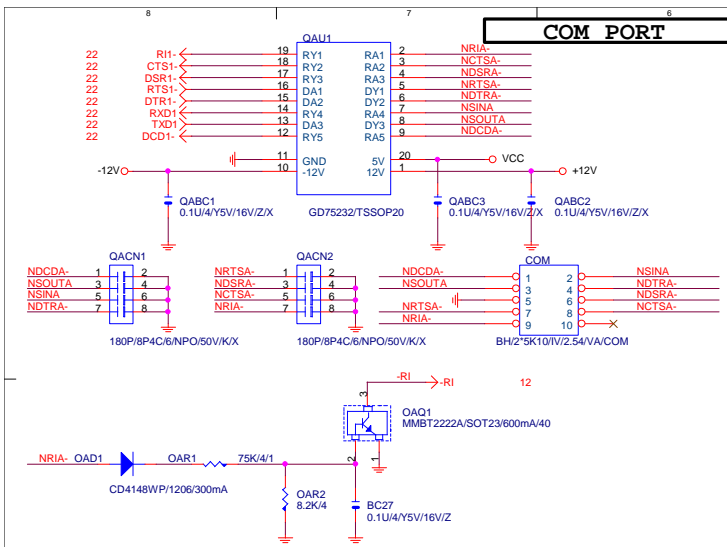 8 7 6
COM PORT
QAU1
22 RI1- 19 RY1 RA1 2 NRIA-
22 CTS1- 18 RY2 RA2 3 NCTSA-
22 DSR1- 17 RY3 RA3 4 NDSRA-
22 RTS1- 16 DA1 DY1 5 NRTSA-
22 DTR1- 15 DA2 DY2 6 NDTRA-
22 RXD1 14 RY4 RA4 7 NSINA
22 TXD1 13 DA3 DY3 8 NSOUTA
22 DCD1- 12 RY5 RA5 9 NDCDA-
11 GND 5V 20 VCC
-12V 10 -12V 12V 1 +12V
QABC1
0.1U/4/Y5V/16V/Z/X
GD75232/TSSOP20
QABC3
0.1U/4/Y5V/16V/Z/X
QABC2
0.1U/4/Y5V/16V/Z/X
QACN1
NDCDA- 1 2
NSOUTA 3 4
NSINA 5 6
NDTRA- 7 8
180P/8P4C/6/NPO/50V/K/X
QACN2
NRTSA- 1 2
NDSRA- 3 4
NCTSA- 5 6
NRIA- 7 8
180P/8P4C/6/NPO/50V/K/X
COM
NDCDA- 1 2 NSINA
NSOUTA 3 4 NDTRA-
5 6 NDSRA-
NRTSA- 7 8 NCTSA-
NRIA- 9 10
BH/2*5K10/IV/2.54/VA/COM
-RI -RI 12
3
OAQ1
MMBT2222A/SOT23/600mA/40
2 1
NRIA- OAD1 OAR1 75K/4/1
CD4148WP/1206/300mA
OAR2
8.2K/4
BC27
0.1U/4/Y5V/16V/Z